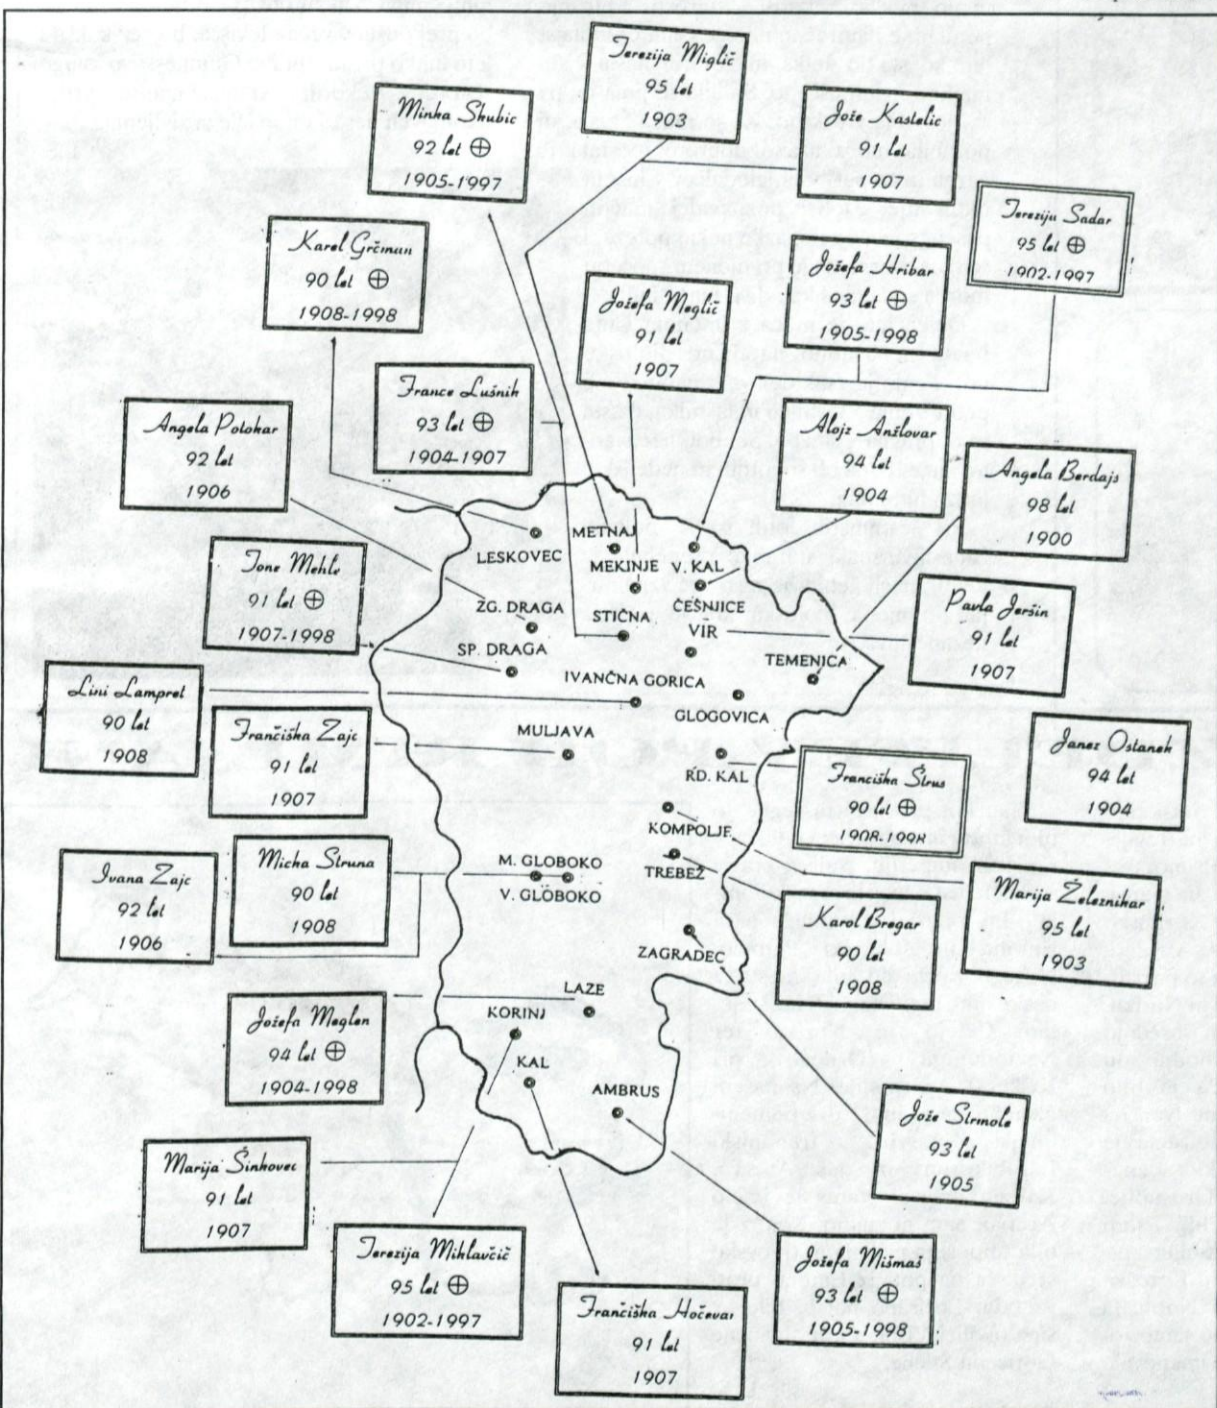 Terezija Miglič
95 let
1903
Minka Skubic
92 let ⊕
1905-1997
Jože Kastelic
91 let
1907
Terezija Sadar
95 let ⊕
1902-1997
Karel Grčman
90 let ⊕
1908-1998
Jožefa Hribar
93 let ⊕
1905-1998
Jožefa Meglič
91 let
1907
France Lušnik
93 let ⊕
1904-1907
Angela Potokar
92 let
1906
Alojz Anžlovar
94 let
1904
Angela Berdajs
98 let
1900
Tone Mehle
91 let ⊕
1907-1998
Pavla Jeršin
91 let
1907
LESKOVEC
METNAJ
MEKINJE
V. KAL
ZG. DRAGA
STIČNA
ČEŠNJICE
VIR
SP. DRAGA
TEMENICA
IVANČNA GORICA
GLOGOVICA
MULJAVA
RD. KAL
Lini Lampret
90 let
1908
Frančiška Zajc
91 let
1907
Janez Ostanek
94 let
1904
Franciška Štrus
90 let ⊕
1908-1998
KOMPOLJE
TREBEŽ
M. GLOBOKO
V. GLOBOKO
Ivana Zajc
92 let
1906
Micka Struna
90 let
1908
Karol Bregar
90 let
1908
Marija Železnikar
95 let
1903
ZAGRADEC
LAZE
KORINJ
KAL
AMBRUS
Jožefa Meglen
94 let ⊕
1904-1998
Jože Strmole
93 let
1905
Marija Šinkovec
91 let
1907
Terezija Miklavčič
95 let ⊕
1902-1997
Frančiška Hočevar
91 let
1907
Jožefa Mišmaš
93 let ⊕
1905-1998